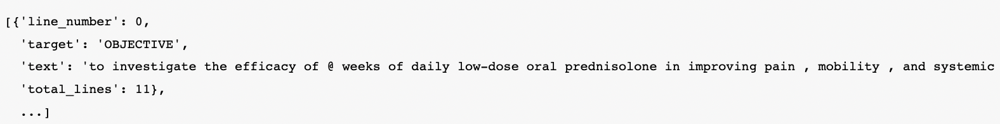 [{'line_number': 0,
'target': 'OBJECTIVE',
'text': 'to investigate the efficacy of @ weeks of daily low-dose oral prednisolone in improving pain , mobility , and systemic
'total_lines': 11},
...]